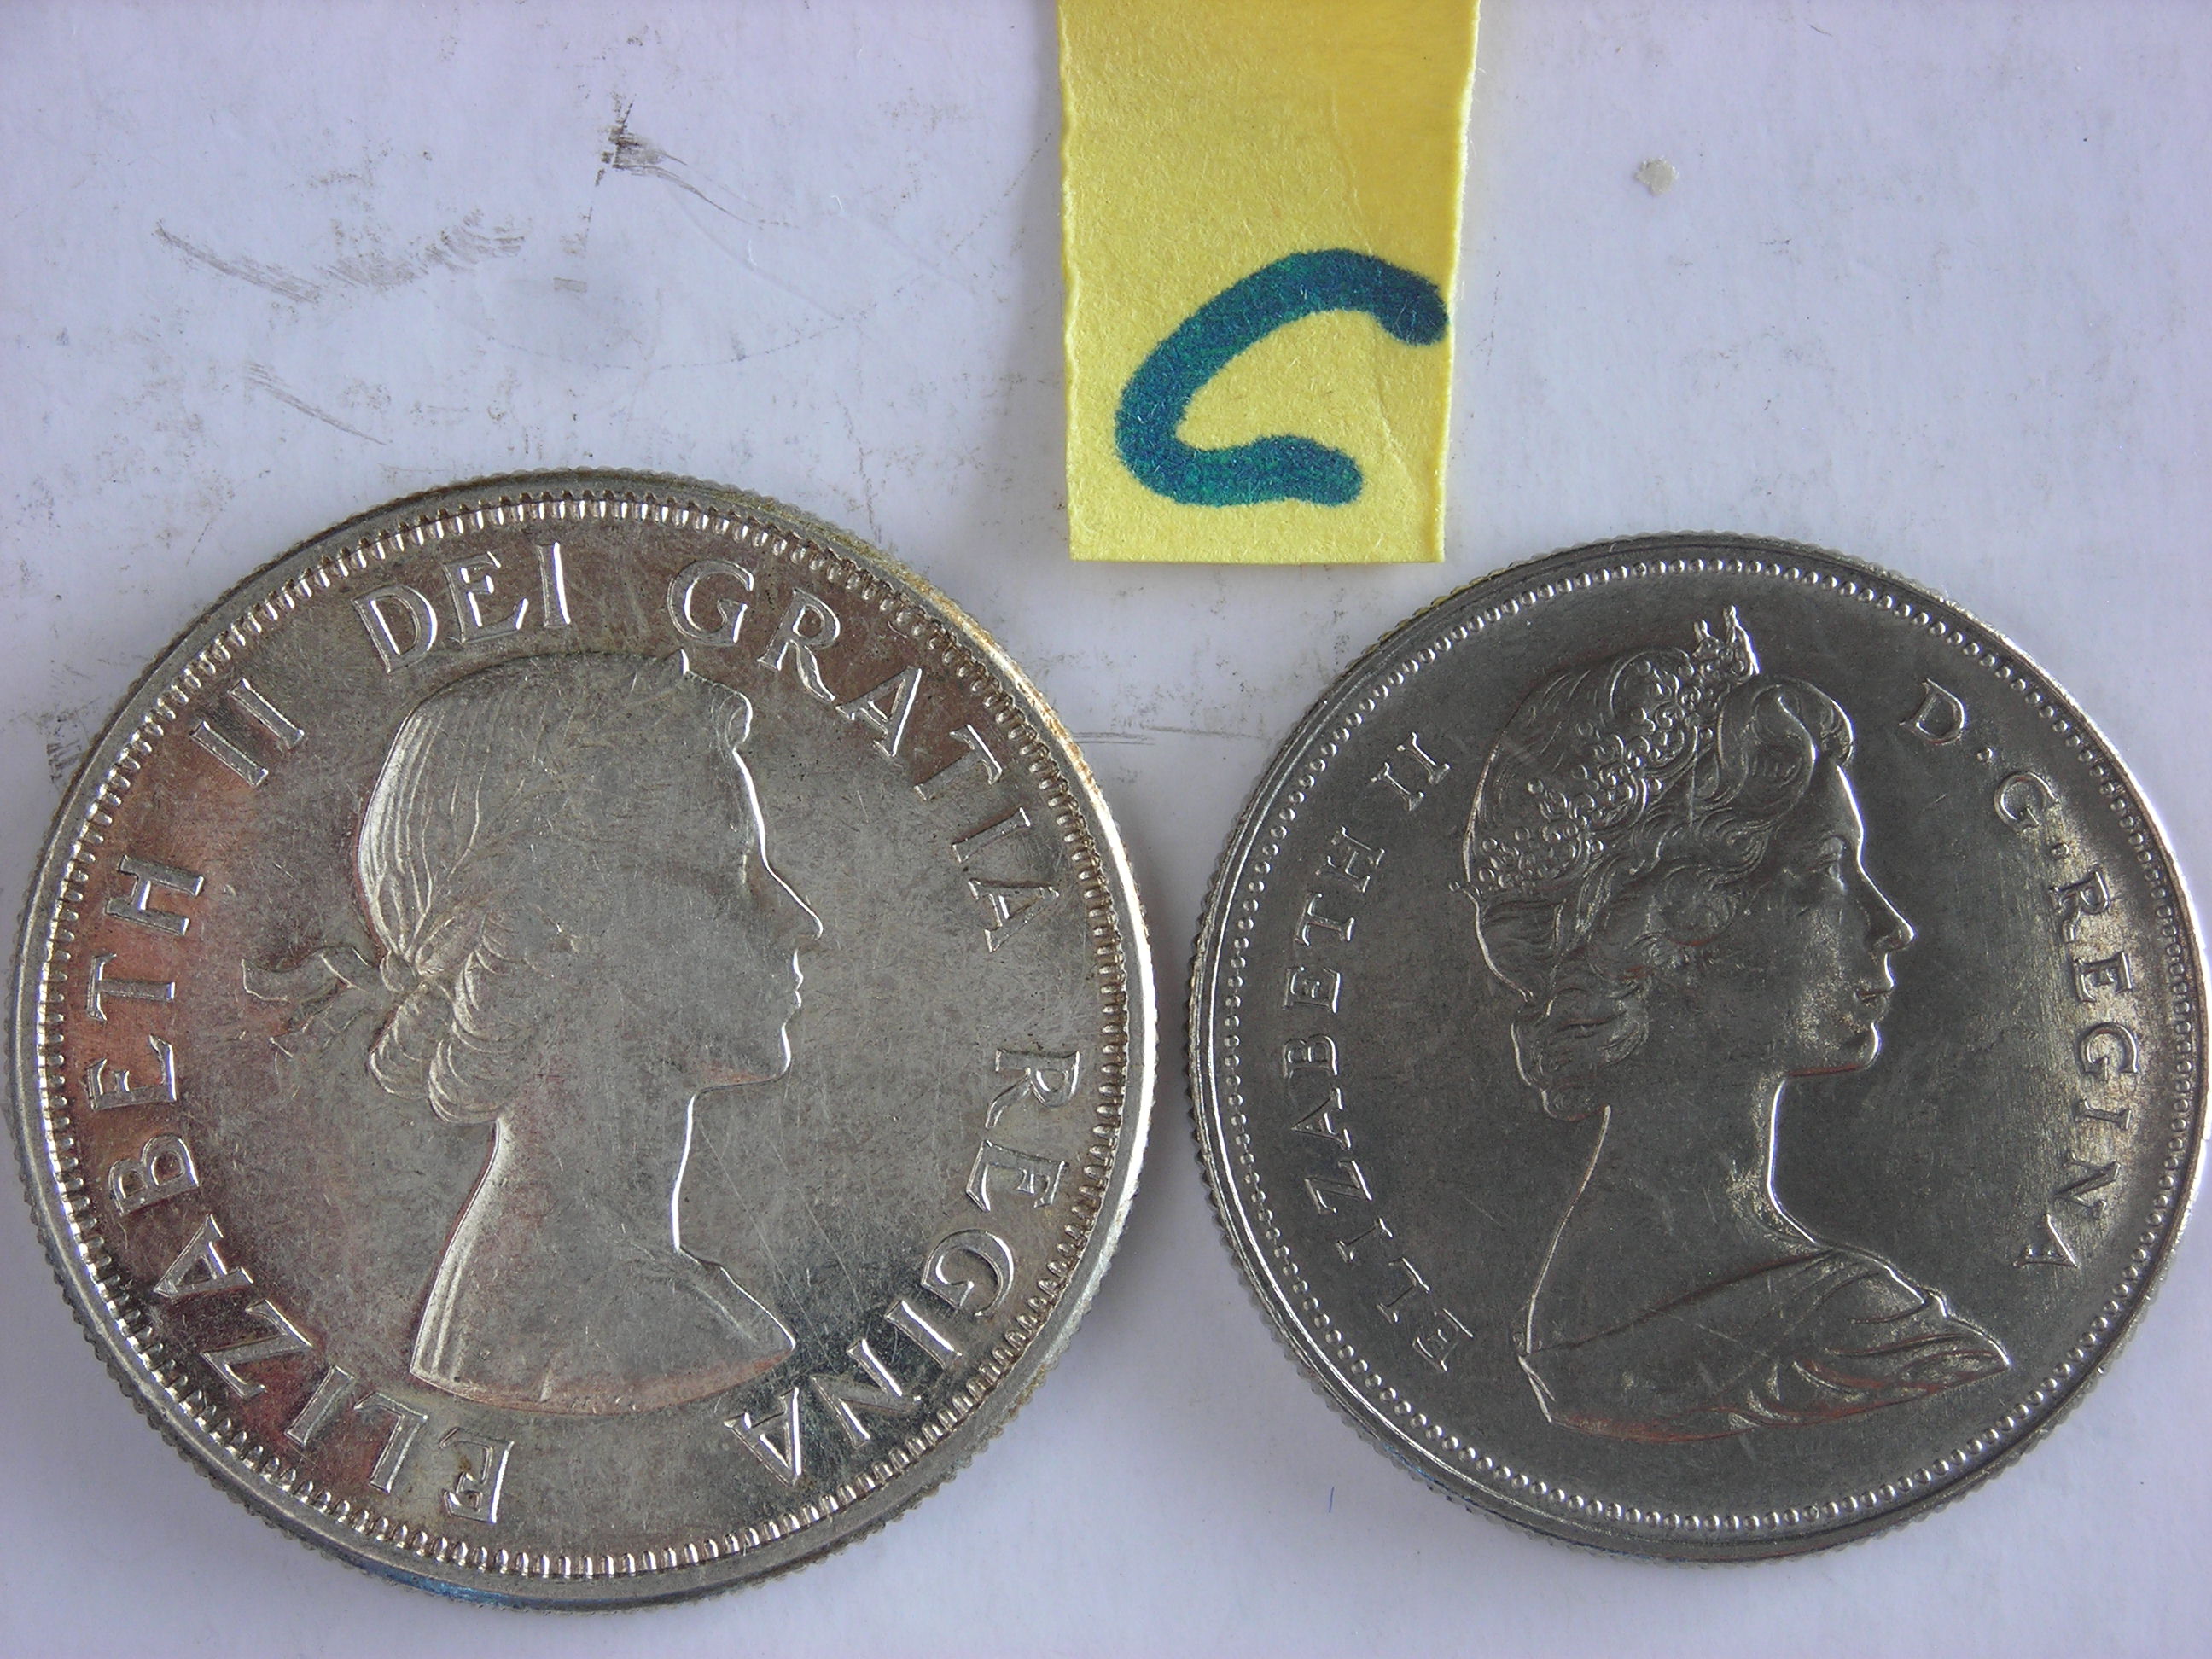 C
ELIZABETH II DEI GRATIA REGINA
ELIZABETH II D.G.REGINA